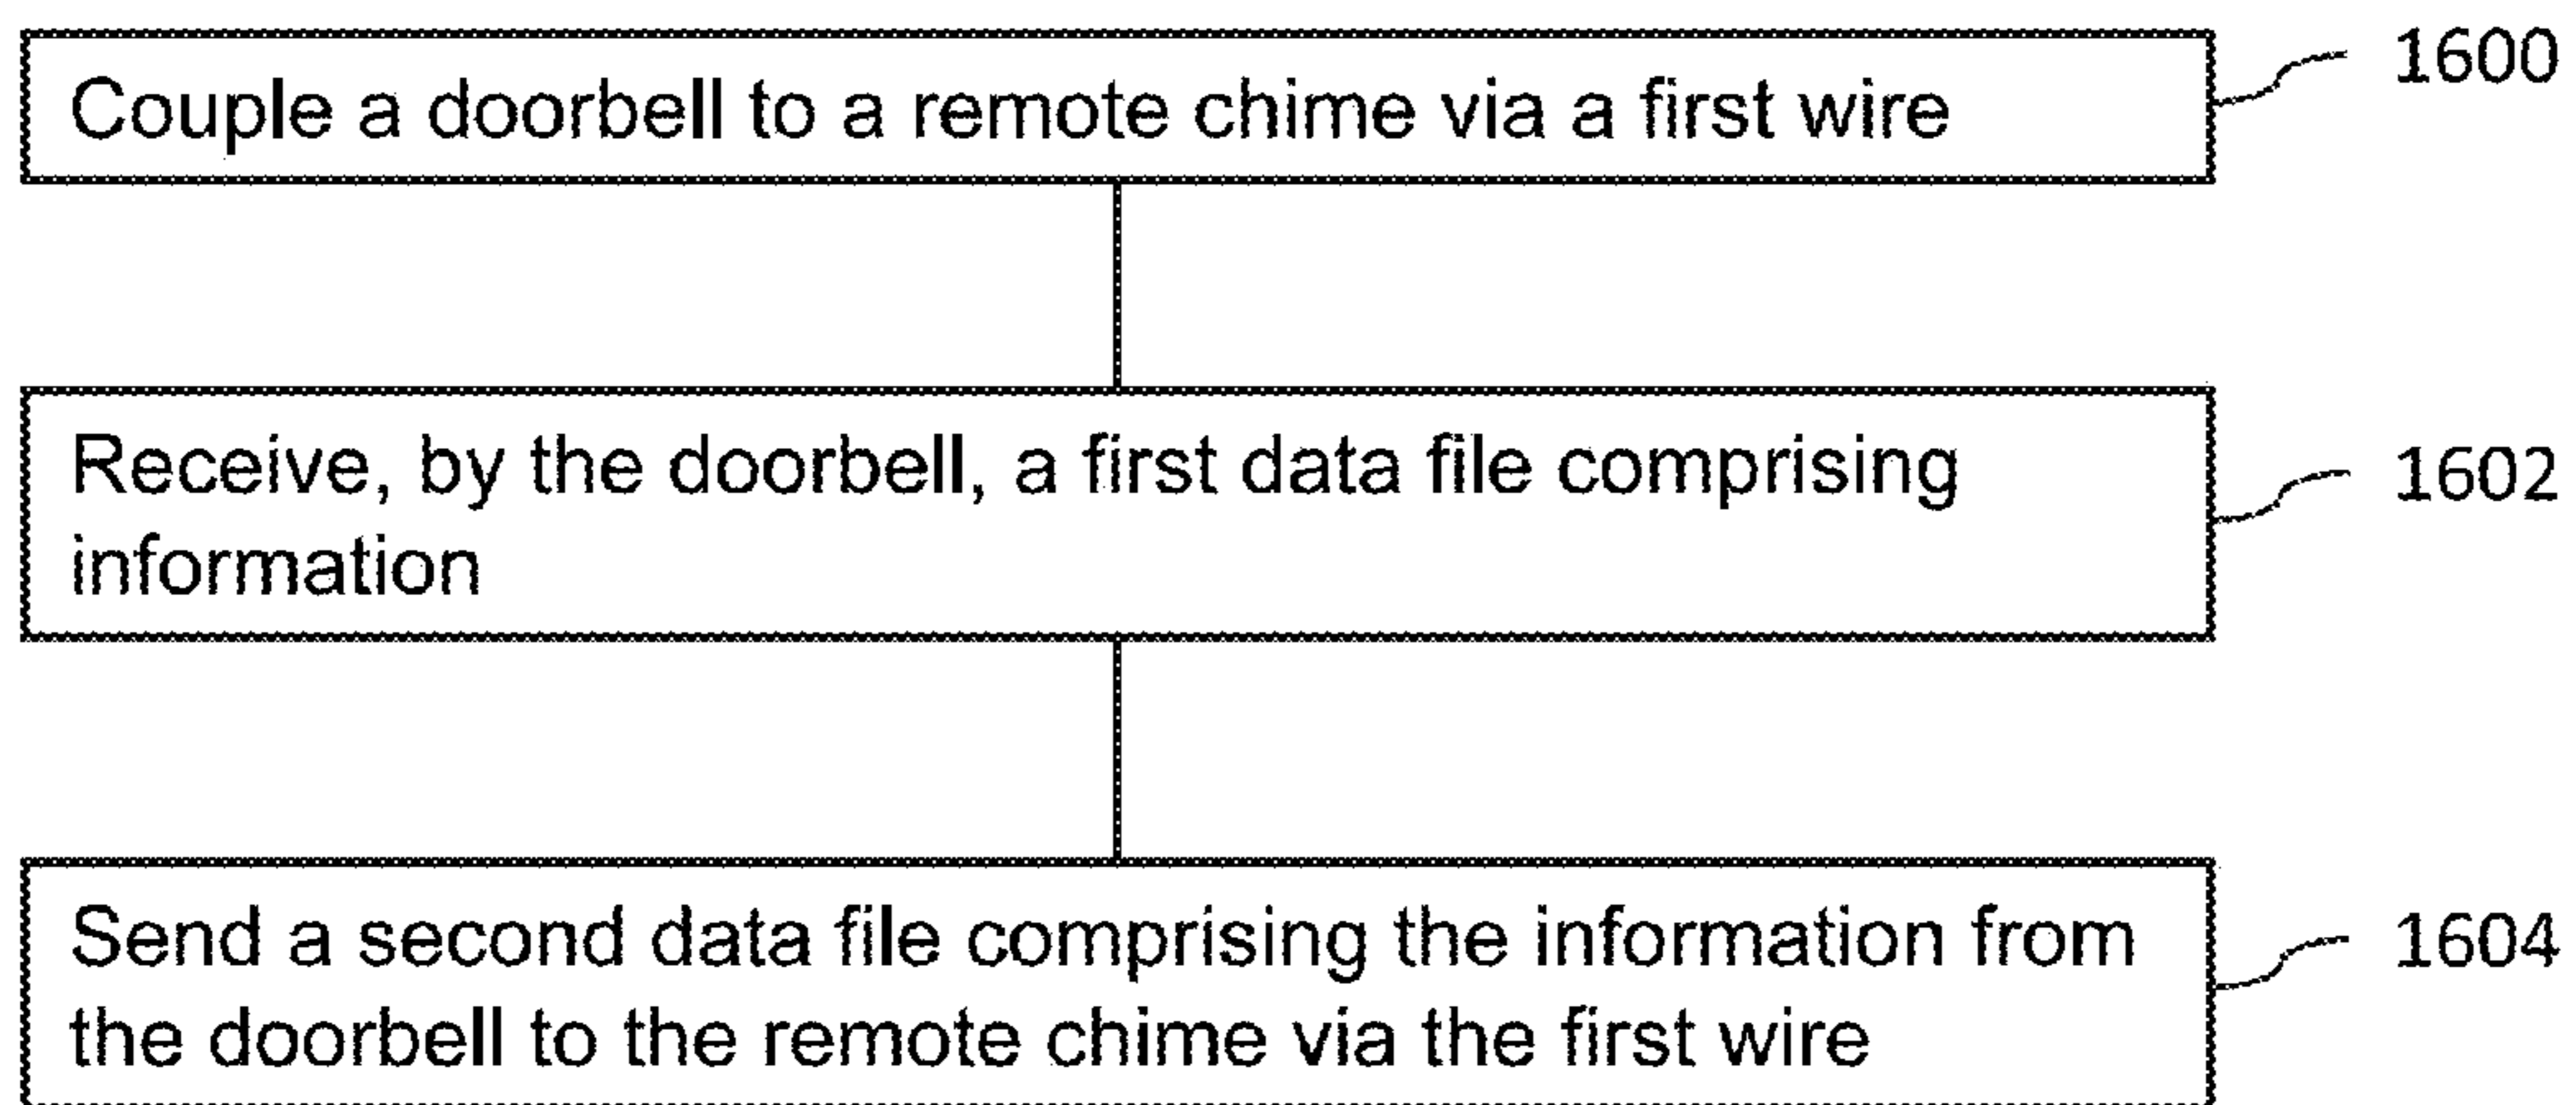 Couple a doorbell to a remote chime via a first wire
1600
Receive, by the doorbell, a first data file comprising
information
1602
Send a second data file comprising the information from
the doorbell to the remote chime via the first wire
1604